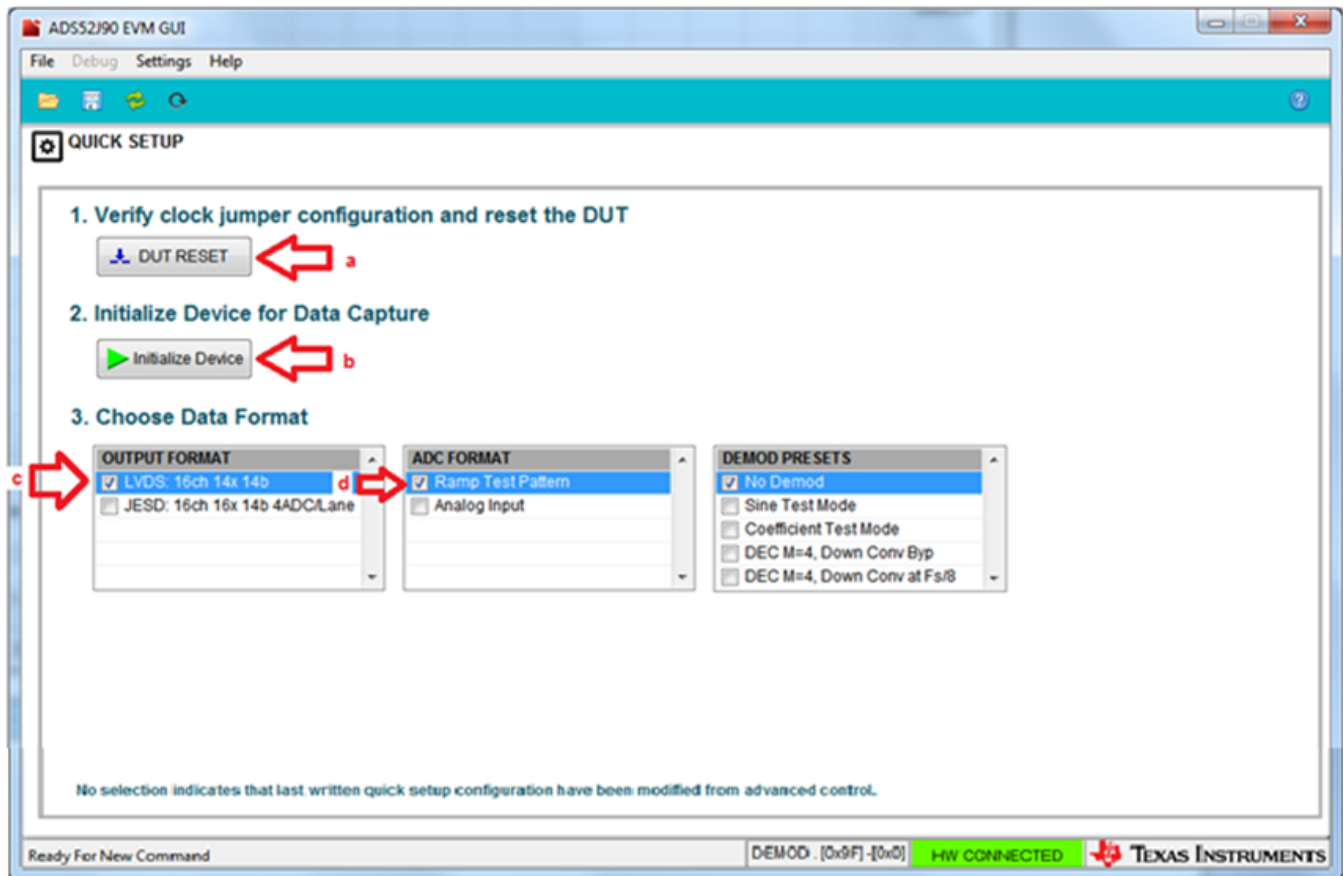 ADS52J90 EVM GUI
File Debug Settings Help
QUICK SETUP
1. Verify clock jumper configuration and reset the DUT
DUT RESET a
2. Initialize Device for Data Capture
Initialize Device b
3. Choose Data Format
OUTPUT FORMAT ADC FORMAT DEMOD PRESETS
c LVDS: 16ch 14x 14b d Ramp Test Pattern No Demod
JESD: 16ch 16x 14b 4ADC/Lane Analog Input Sine Test Mode
Coefficient Test Mode
DEC M=4, Down Conv Byp
DEC M=4, Down Conv at Fs/8
No selection indicates that last written quick setup configuration have been modified from advanced control.
Ready For New Command DEMOD . [0x9F] -[0x0] HW CONNECTED TEXAS INSTRUMENTS